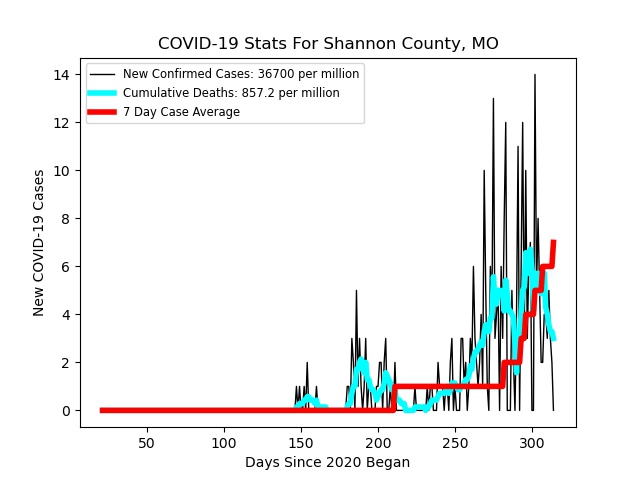 COVID-19 Stats For Shannon County, MO
New Confirmed Cases: 36700 per million
Cumulative Deaths: 857.2 per million
7 Day Case Average
New COVID-19 Cases
14
12
10
8
6
4
2
0
50 100 150 200 250 300
Days Since 2020 Began